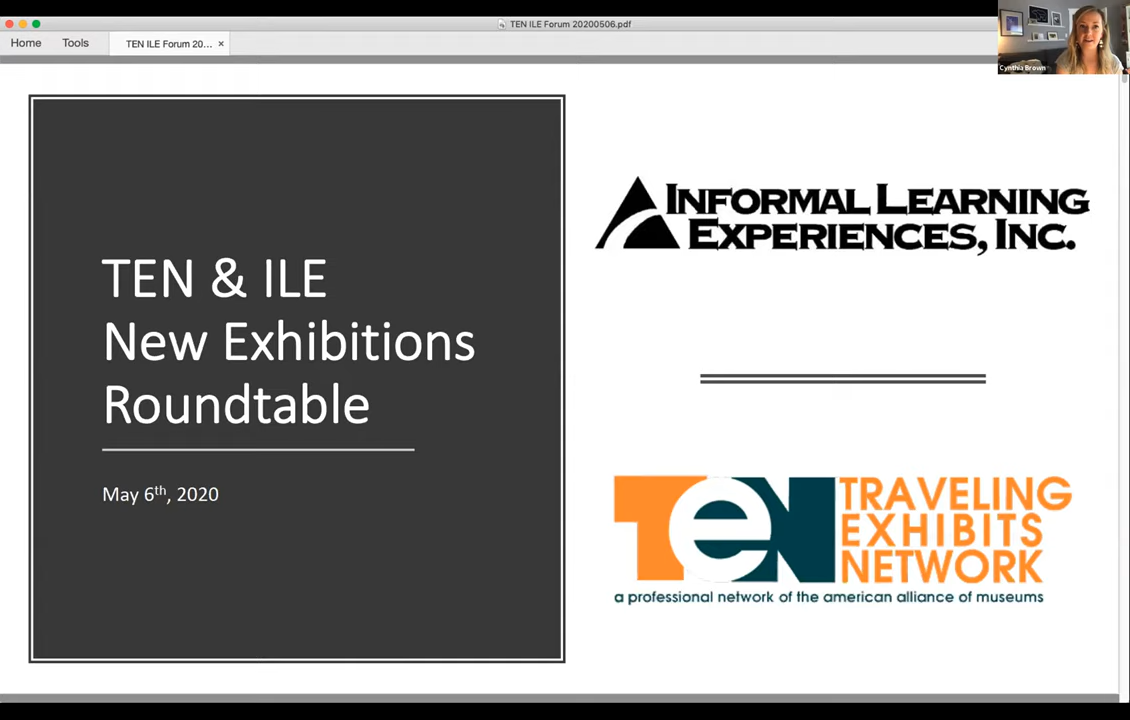 TEN ILE Forum 20200506.pdf
Home Tools TEN ILE Forum 20... ×
Cynthia Brown
TEN & ILE
New Exhibitions
Roundtable
May 6th, 2020
INFORMAL LEARNING
EXPERIENCES, INC.
TeN TRAVELING
EXHIBITS
NETWORK
a professional network of the american alliance of museums